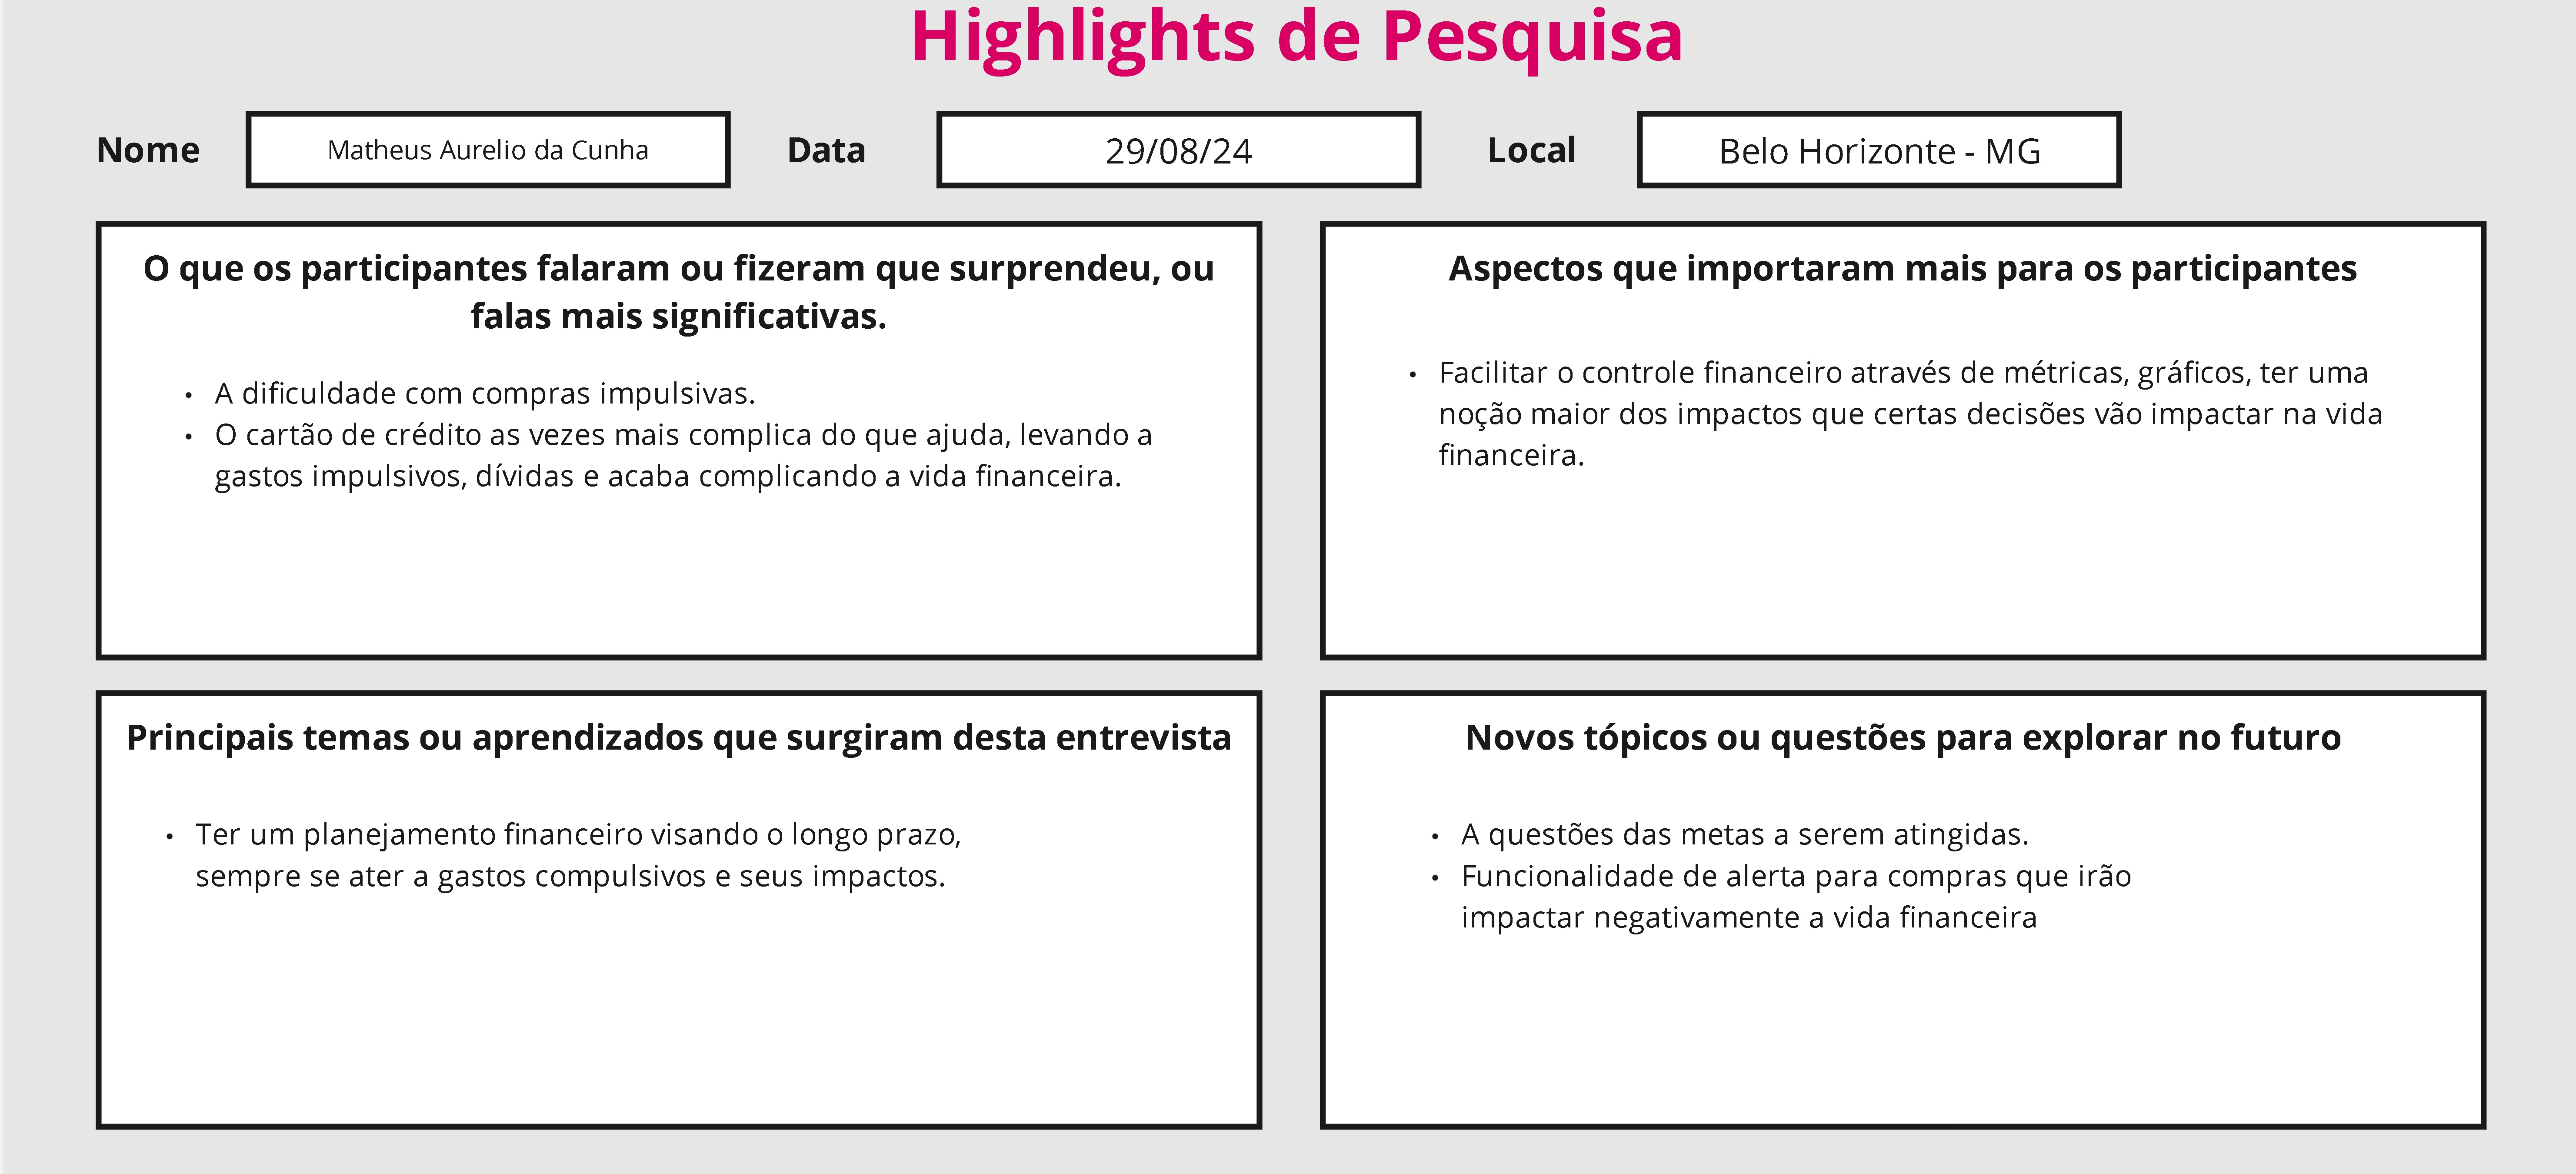 Highlights de Pesquisa
Nome
Matheus Aurelio da Cunha
Data
29/08/24
Local
Belo Horizonte - MG
O que os participantes falaram ou fizeram que surprendeu, ou
falas mais significativas.
• A dificuldade com compras impulsivas.
• O cartão de crédito as vezes mais complica do que ajuda, levando a
gastos impulsivos, dívidas e acaba complicando a vida financeira.
Aspectos que importaram mais para os participantes
• Facilitar o controle financeiro através de métricas, gráficos, ter uma
noção maior dos impactos que certas decisões vão impactar na vida
financeira.
Principais temas ou aprendizados que surgiram desta entrevista
• Ter um planejamento financeiro visando o longo prazo,
sempre se ater a gastos compulsivos e seus impactos.
Novos tópicos ou questões para explorar no futuro
• A questões das metas a serem atingidas.
• Funcionalidade de alerta para compras que irão
impactar negativamente a vida financeira